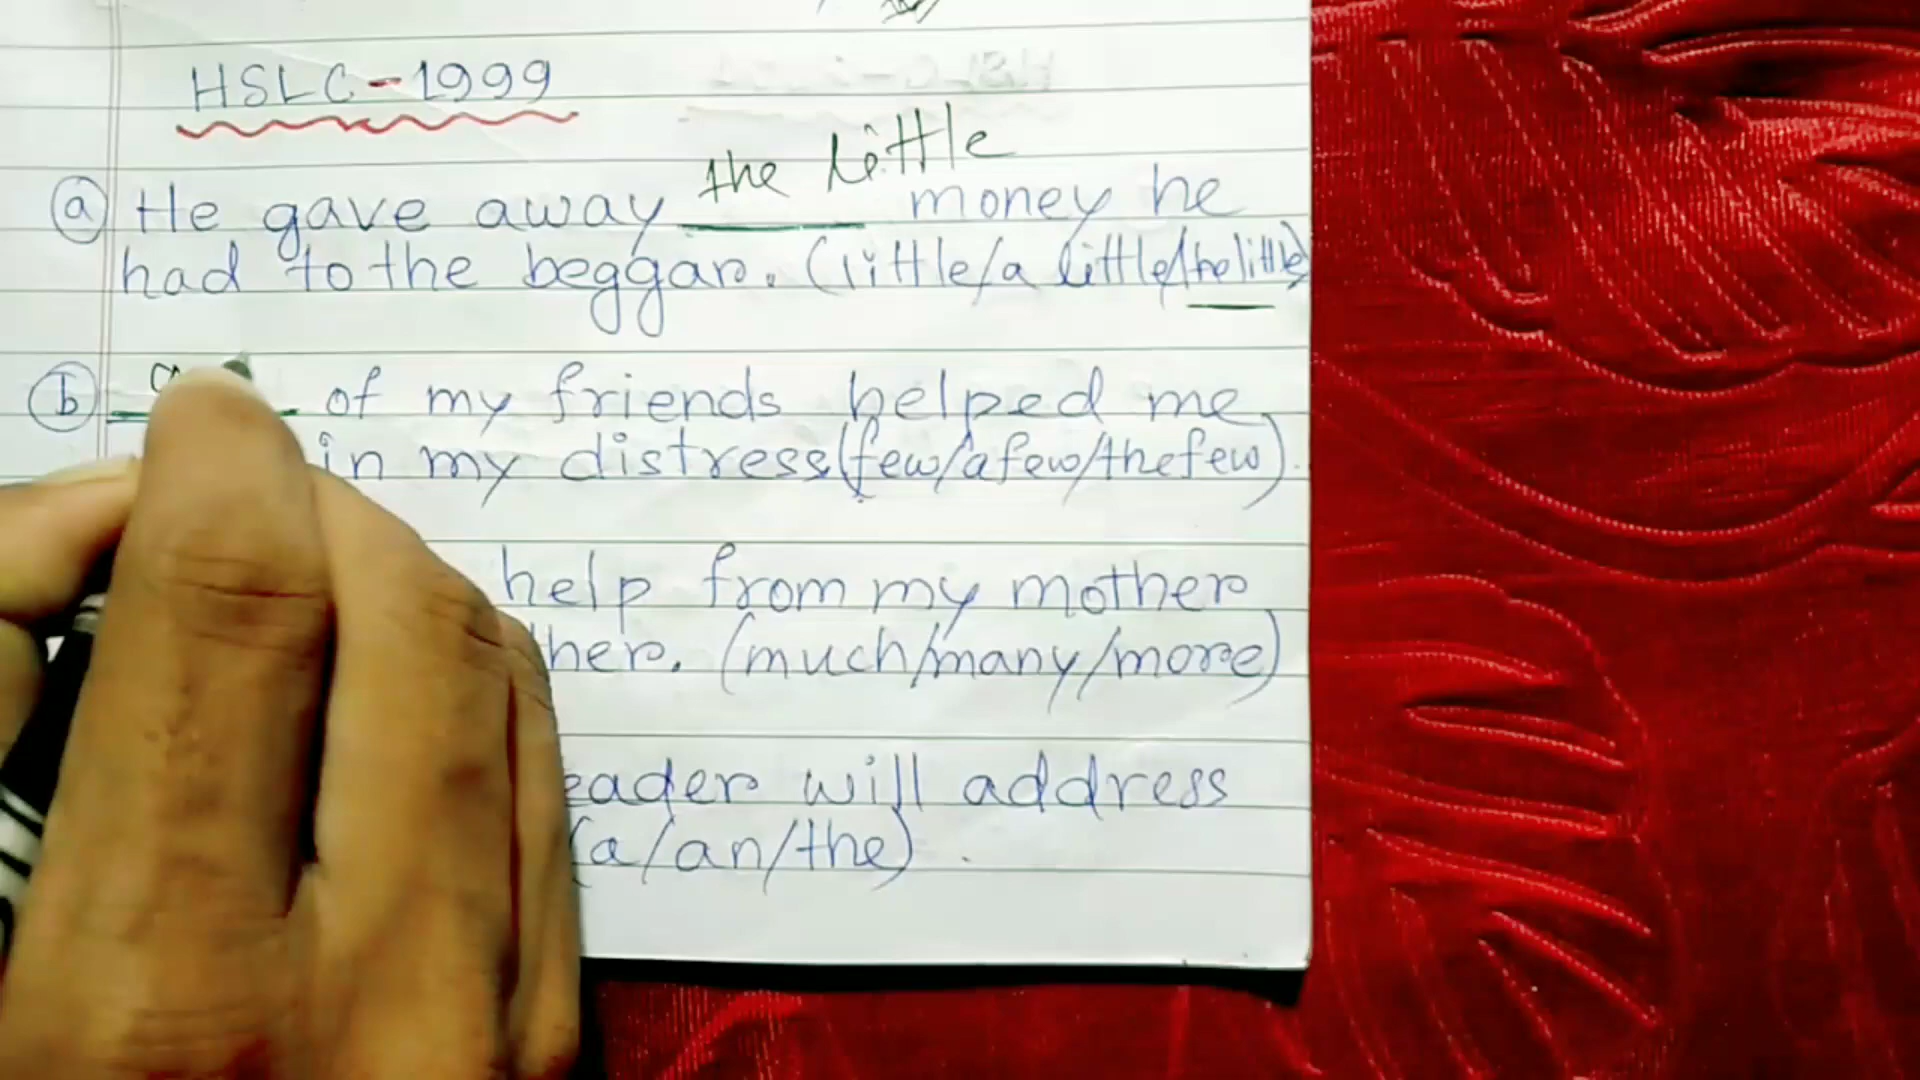 HSLC-1999
the little
(a) He gave away ______ money he
had to the beggar. (little/a little/the little)
(b) a ______ of my friends helped me
in my distress (few/a few/the few).
help from my mother
her. (much/many/more)
eader will address
(a/an/the).